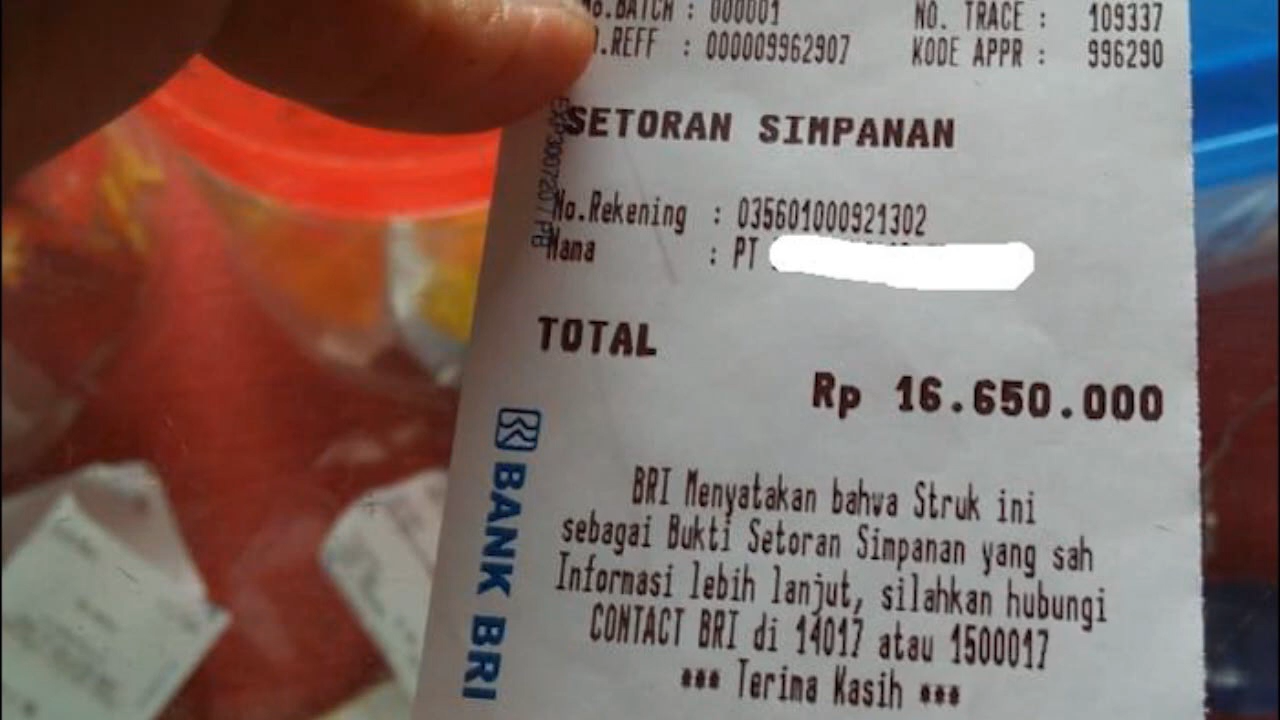 o.BATCH : 000001 NO. TRACE : 109337
.REFF : 000009962907 KODE APPR : 996290
SETORAN SIMPANAN
No.Rekening : 035601000921302
Nama : PT
TOTAL
Rp 16.650.000
BRI Menyatakan bahwa Struk ini
sebagai Bukti Setoran Simpanan yang sah
Informasi lebih lanjut, silahkan hubungi
CONTACT BRI di 14017 atau 1500017
*** Terima Kasih ***
BANK BRI